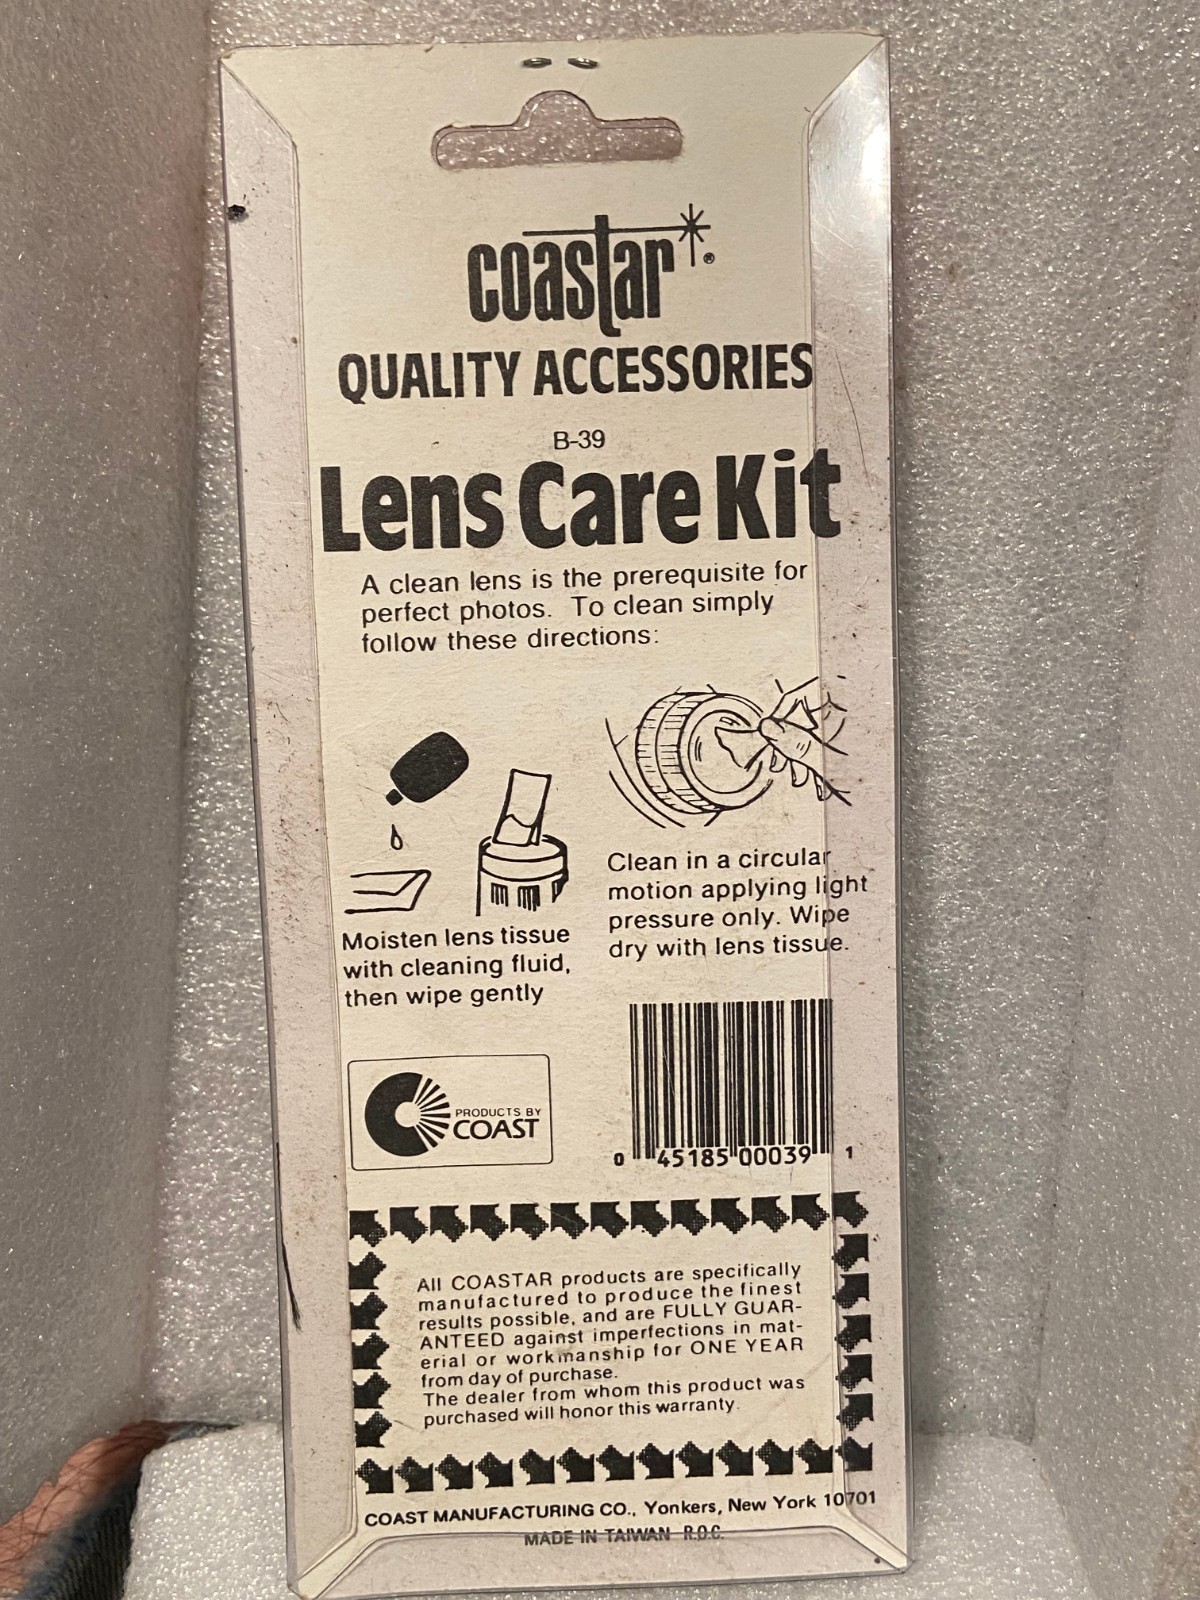 coastar®
QUALITY ACCESSORIES
B-39
Lens Care Kit
A clean lens is the prerequisite for
perfect photos. To clean simply
follow these directions:
Moisten lens tissue
with cleaning fluid,
then wipe gently
Clean in a circular
motion applying light
pressure only. Wipe
dry with lens tissue.
PRODUCTS BY
COAST
0 45185 00039 1
All COASTAR products are specifically
manufactured to produce the finest
results possible, and are FULLY GUAR-
ANTEED against imperfections in mat-
erial or workmanship for ONE YEAR
from day of purchase.
The dealer from whom this product was
purchased will honor this warranty.
COAST MANUFACTURING CO., Yonkers, New York 10701
MADE IN TAIWAN R.O.C.